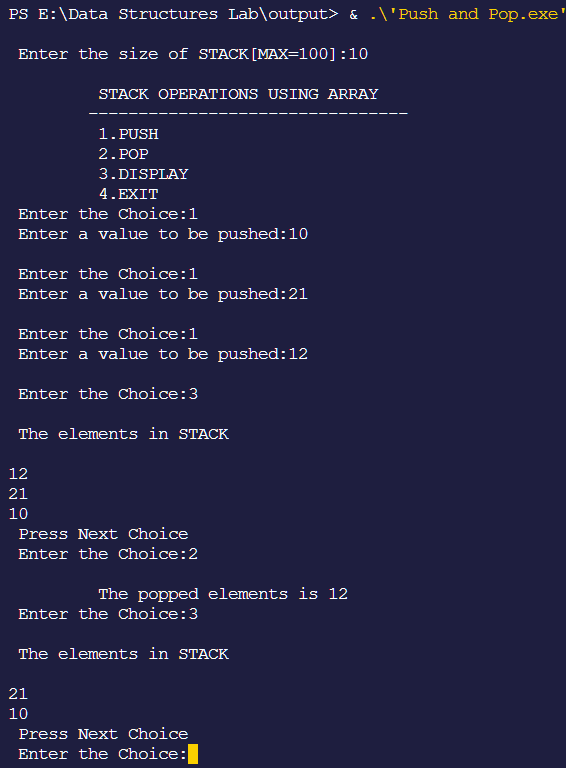 PS E:\Data Structures Lab\output> & .\'Push and Pop.exe'
Enter the size of STACK[MAX=100]:10
STACK OPERATIONS USING ARRAY
--------------------------------
1.PUSH
2.POP
3.DISPLAY
4.EXIT
Enter the Choice:1
Enter a value to be pushed:10
Enter the Choice:1
Enter a value to be pushed:21
Enter the Choice:1
Enter a value to be pushed:12
Enter the Choice:3
The elements in STACK
12
21
10
Press Next Choice
Enter the Choice:2
The popped elements is 12
Enter the Choice:3
The elements in STACK
21
10
Press Next Choice
Enter the Choice: